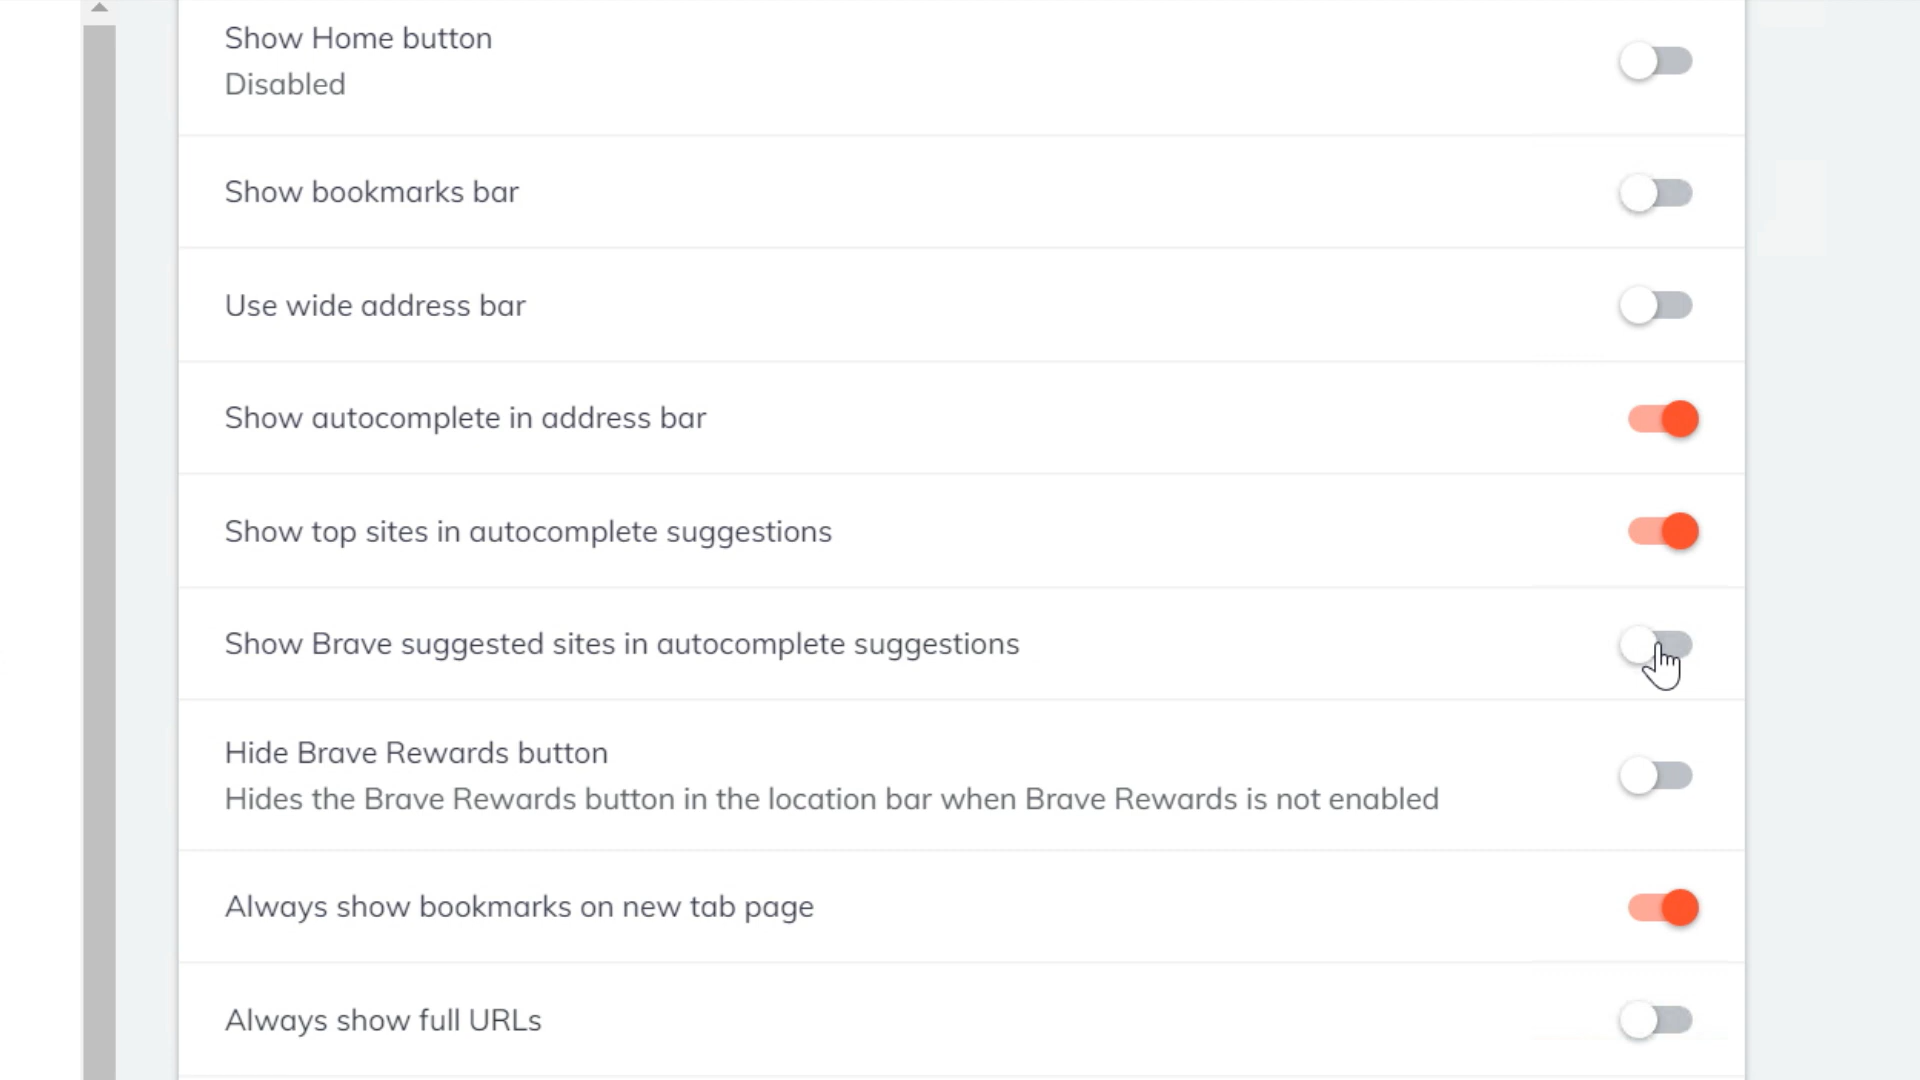 Show Home button
Disabled
Show bookmarks bar
Use wide address bar
Show autocomplete in address bar
Show top sites in autocomplete suggestions
Show Brave suggested sites in autocomplete suggestions
Hide Brave Rewards button
Hides the Brave Rewards button in the location bar when Brave Rewards is not enabled
Always show bookmarks on new tab page
Always show full URLs